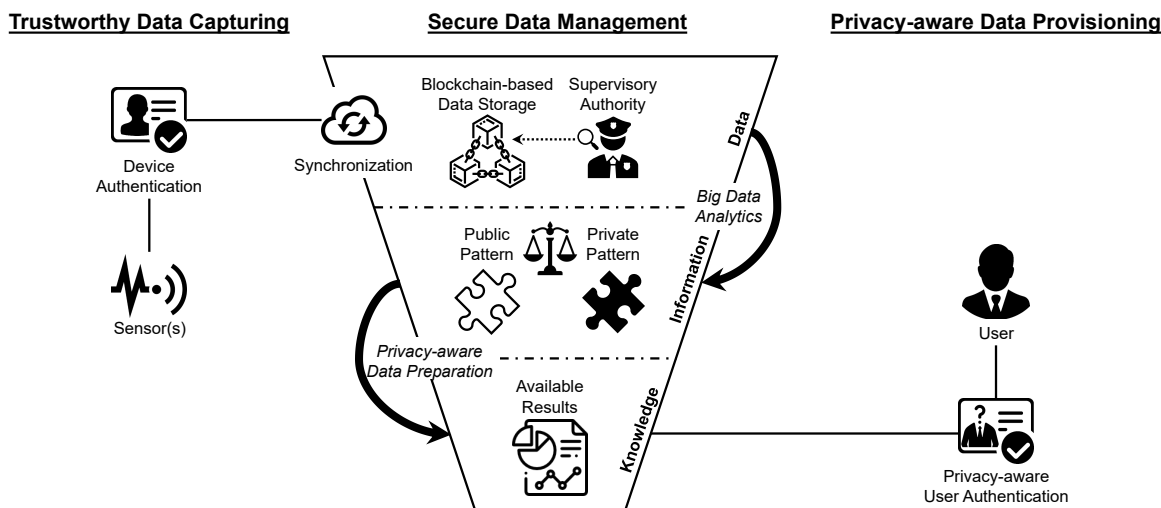 Trustworthy Data Capturing
Secure Data Management
Privacy-aware Data Provisioning
Device
Authentication
Sensor(s)
Synchronization
Blockchain-based
Data Storage
Supervisory
Authority
Data
Big Data
Analytics
Public
Pattern
Private
Pattern
Information
Privacy-aware
Data Preparation
Available
Results
Knowledge
User
?
Privacy-aware
User Authentication